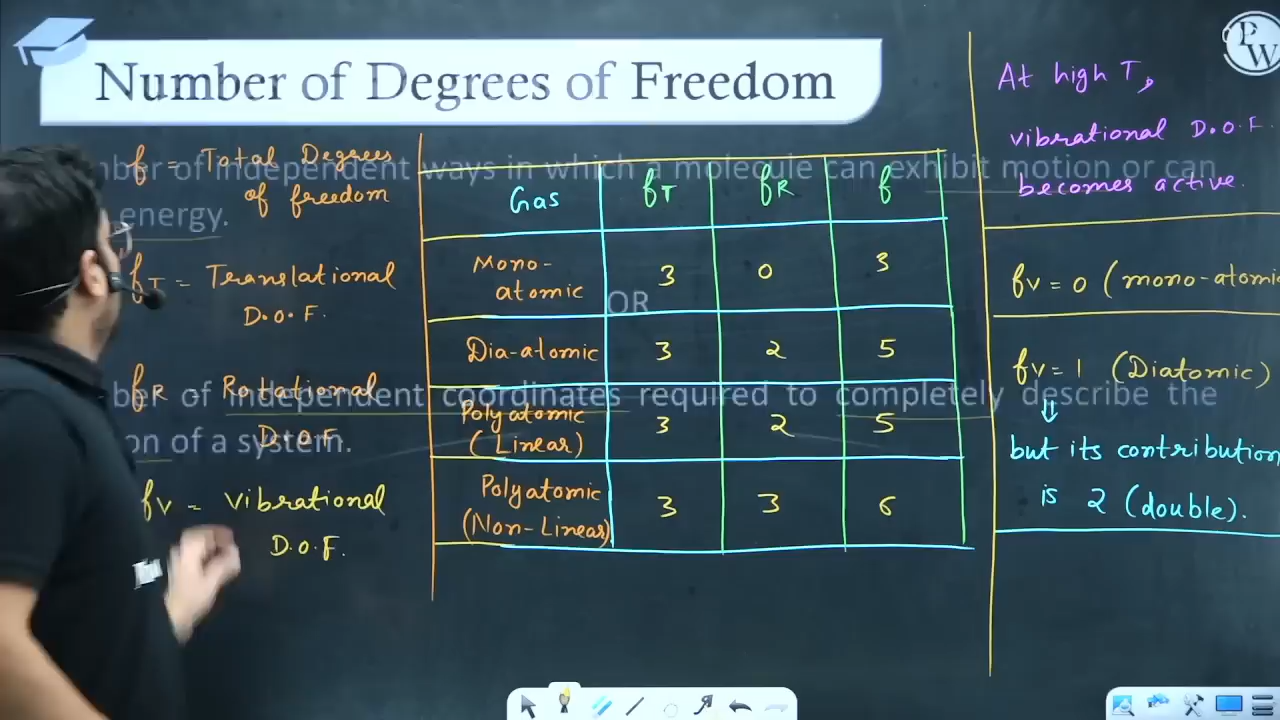 Number of Degrees of Freedom
PW
f = Total Degrees
of freedom
fT = Translational
D.O.F.
fR - Rotational
D.O.F.
fV = Vibrational
D.O.F.
ber of independent ways in which a molecule can exhibit motion or can
energy.
OR
ber of independent coordinates required to completely describe the
on of a system.
Gas fT fR f
Mono-
atomic 3 0 3
Dia-atomic 3 2 5
Polyatomic
(Linear) 3 2 5
Polyatomic
(Non-Linear) 3 3 6
At high T,
vibrational D.O.F.
becomes active.
fV = 0 (mono-atomic
fV = 1 (Diatomic)
⇓
but its contribution
is 2 (double).